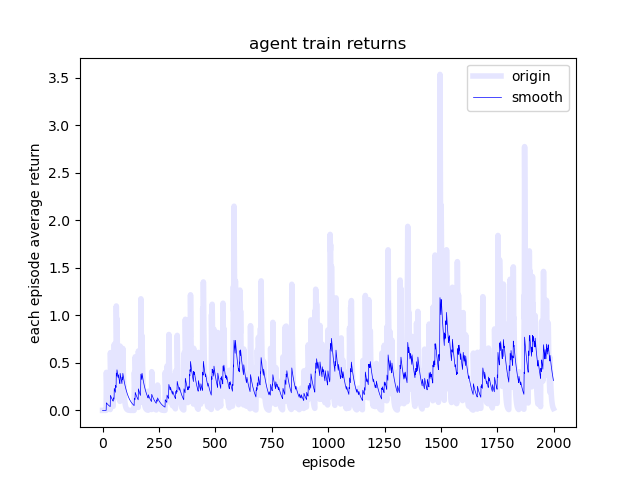 agent train returns
origin
smooth
each episode average return
3.5
3.0
2.5
2.0
1.5
1.0
0.5
0.0
0 250 500 750 1000 1250 1500 1750 2000
episode